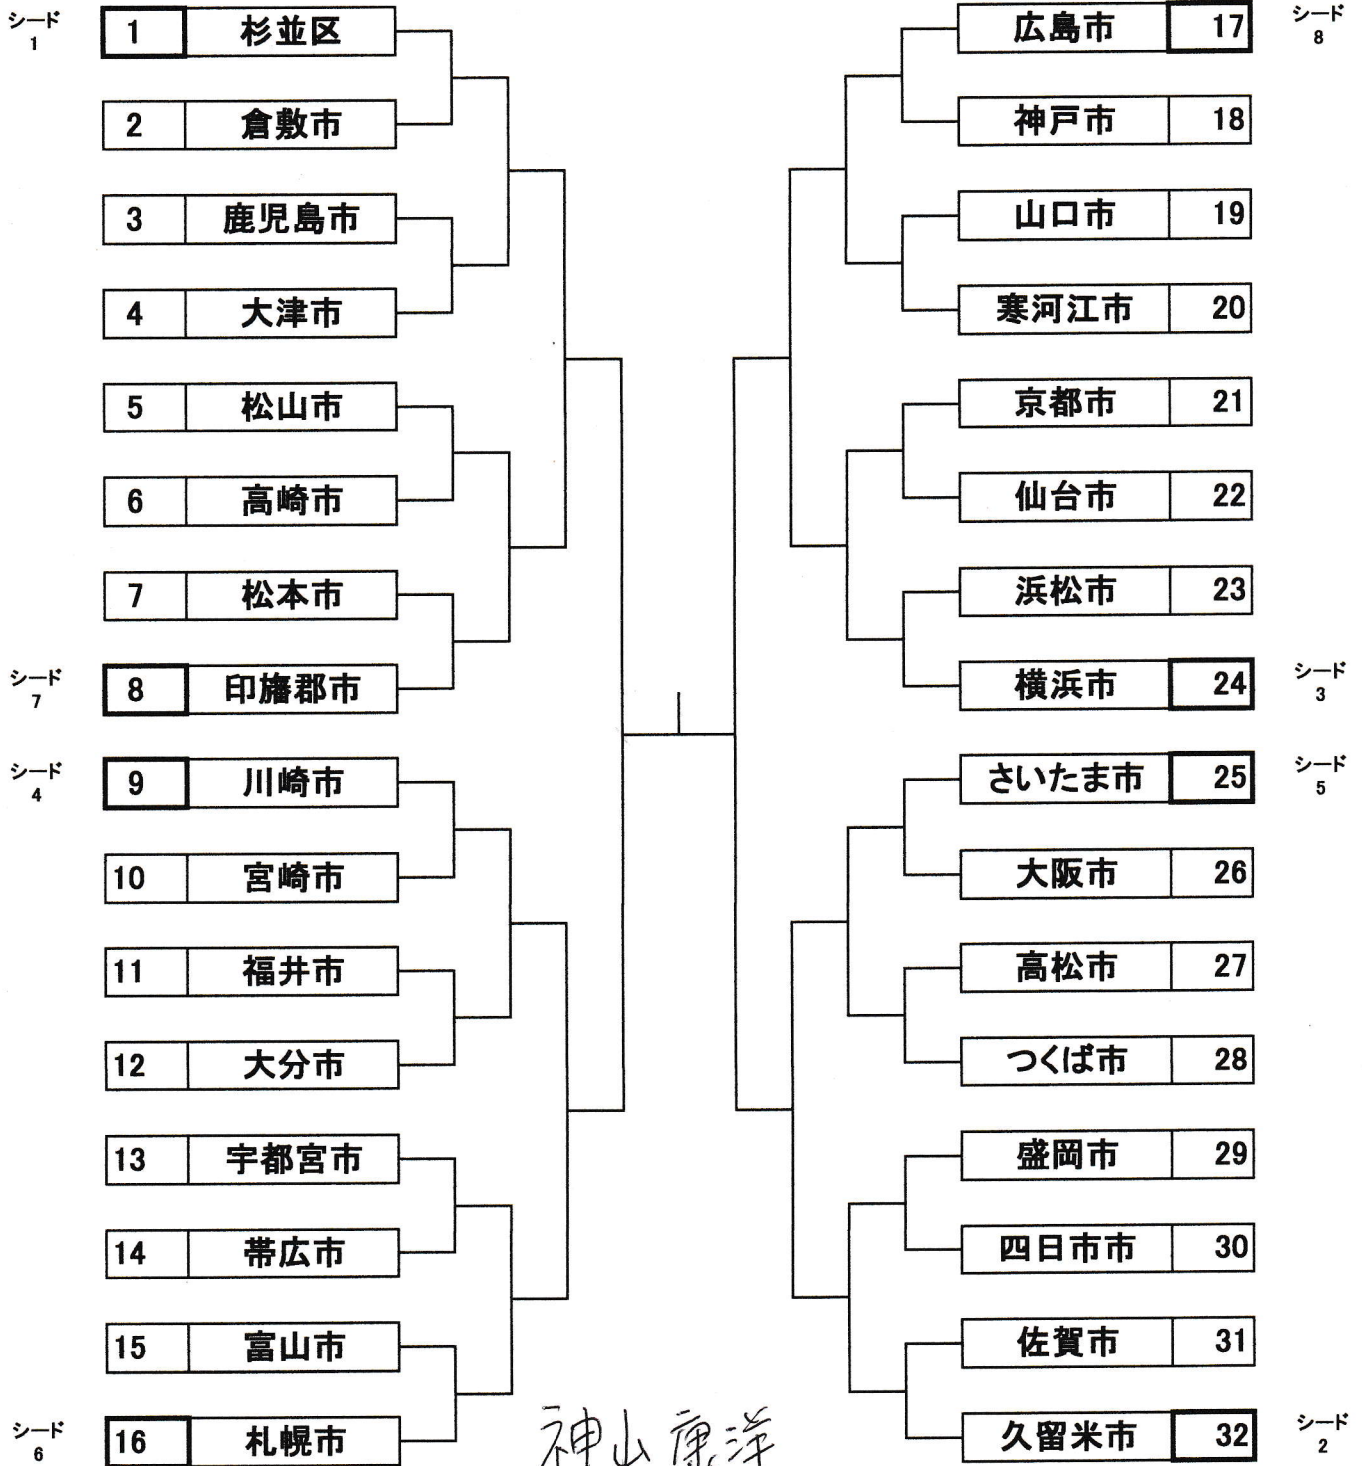 シード
1
1 杉並区
2 倉敷市
3 鹿児島市
4 大津市
5 松山市
6 高崎市
7 松本市
シード
7
8 印旛郡市
シード
4
9 川崎市
10 宮崎市
11 福井市
12 大分市
13 宇都宮市
14 帯広市
15 富山市
シード
6
16 札幌市
広島市 17
シード
8
神戸市 18
山口市 19
寒河江市 20
京都市 21
仙台市 22
浜松市 23
横浜市 24
シード
3
さいたま市 25
シード
5
大阪市 26
高松市 27
つくば市 28
盛岡市 29
四日市市 30
佐賀市 31
久留米市 32
シード
2
神山康洋